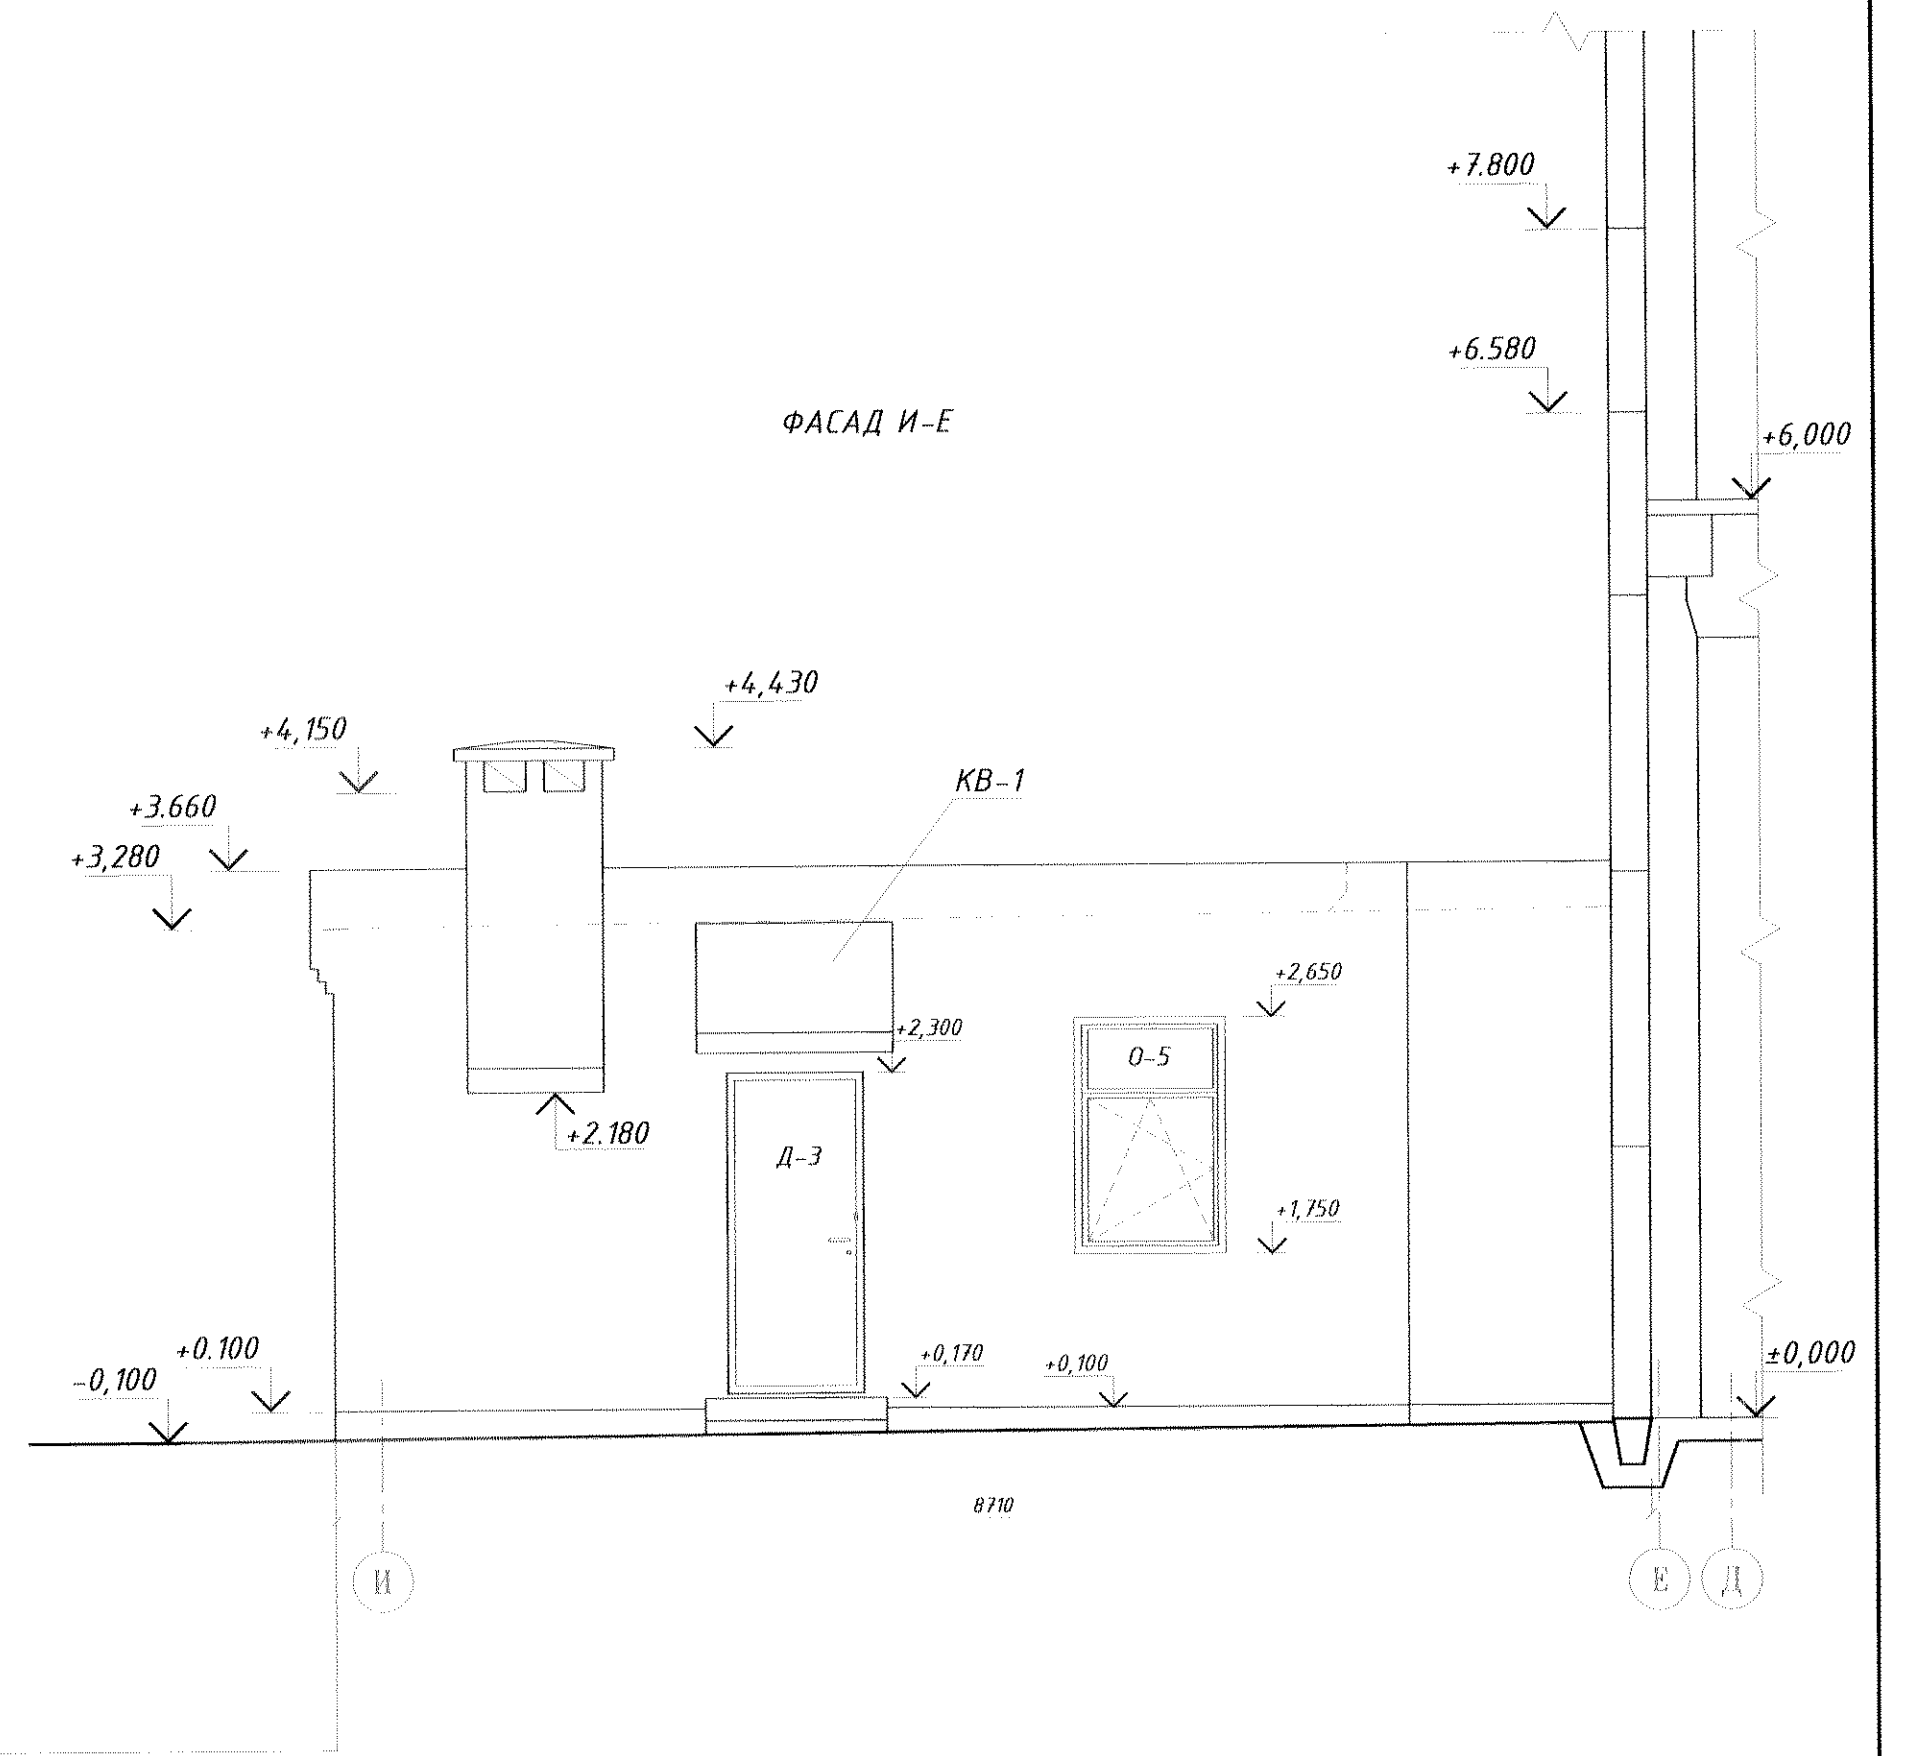 +7.800
+6.580
ФАСАД И-Е
+6,000
+4,430
+4,150
КВ-1
+3.660
+3,280
+2,650
+2,300
О-5
+2.180
Д-3
+1,750
+0.100
+0,170
+0,100
±0,000
-0,100
8710
И
Е
Д